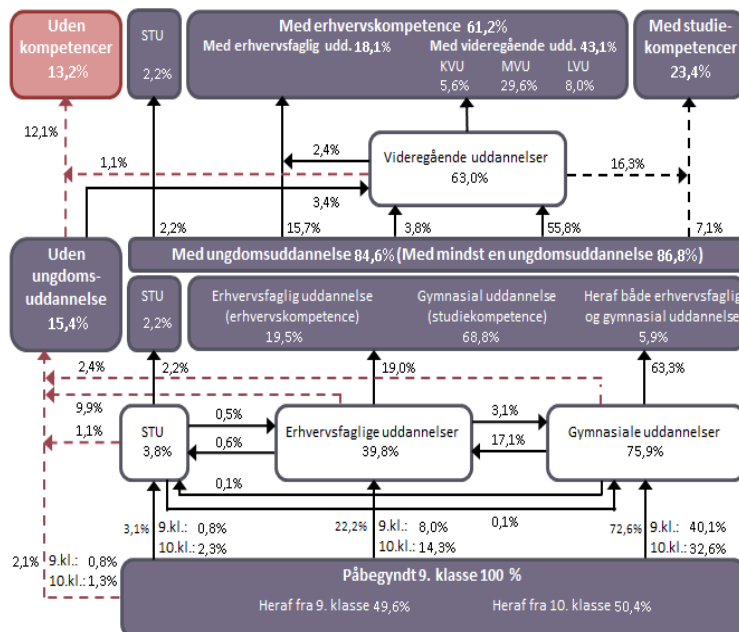 Uden
kompetencer
13,2%
STU
2,2%
Med erhvervskompetence 61,2%
Med erhvervsfaglig udd. 18,1%
Med videregående udd. 43,1%
KVU
MVU
LVU
5,6%
29,6%
8,0%
Med studie-
kompetencer
23,4%
12,1%
1,1%
2,4%
Videregående uddannelser
63,0%
16,3%
3,4%
2,2%
15,7%
3,8%
55,8%
7,1%
Uden
ungdoms-
uddannelse
15,4%
Med ungdomsuddannelse 84,6% (Med mindst en ungdomsuddannelse 86,8%)
STU
2,2%
Erhvervsfaglig uddannelse
(erhvervskompetence)
19,5%
Gymnasial uddannelse
(studiekompetence)
68,8%
Heraf både erhvervsfaglig
og gymnasial uddannelse
5,9%
2,4%
2,2%
19,0%
63,3%
9,9%
1,1%
STU
3,8%
0,5%
0,6%
Erhvervsfaglige uddannelser
39,8%
3,1%
17,1%
Gymnasiale uddannelser
75,9%
0,1%
0,1%
3,1%
9.kl.: 0,8%
10.kl.: 2,3%
22,2%
9.kl.: 8,0%
10.kl.: 14,3%
72,6%
9.kl.: 40,1%
10.kl.: 32,6%
2,1%
9.kl.: 0,8%
10.kl.: 1,3%
Påbegyndt 9. klasse 100 %
Heraf fra 9. klasse 49,6%
Heraf fra 10. klasse 50,4%